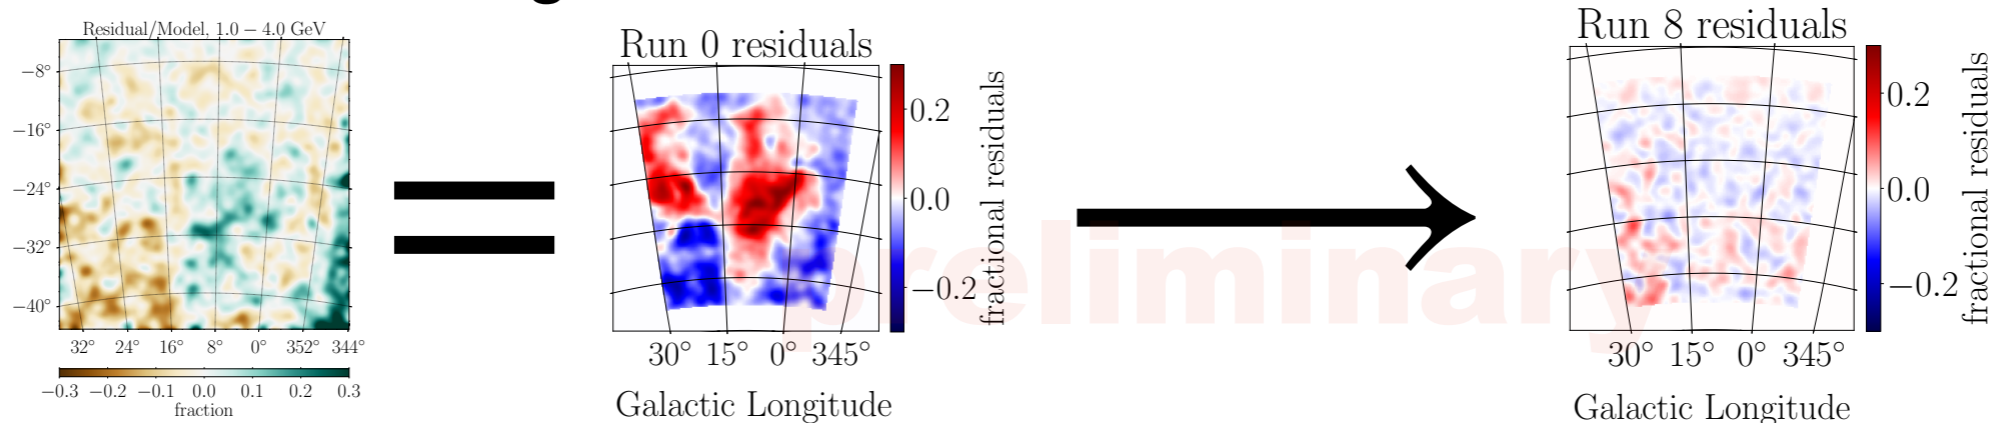 Residual/Model, 1.0 − 4.0 GeV
−8°
−16°
−24°
−32°
−40°
32° 24° 16° 8° 0° 352° 344°
−0.3 −0.2 −0.1 0.0 0.1 0.2 0.3
fraction
Run 0 residuals
0.2
0.0
−0.2
fractional residuals
30° 15° 0° 345°
Galactic Longitude
preliminary
Run 8 residuals
0.2
0.0
−0.2
fractional residuals
30° 15° 0° 345°
Galactic Longitude